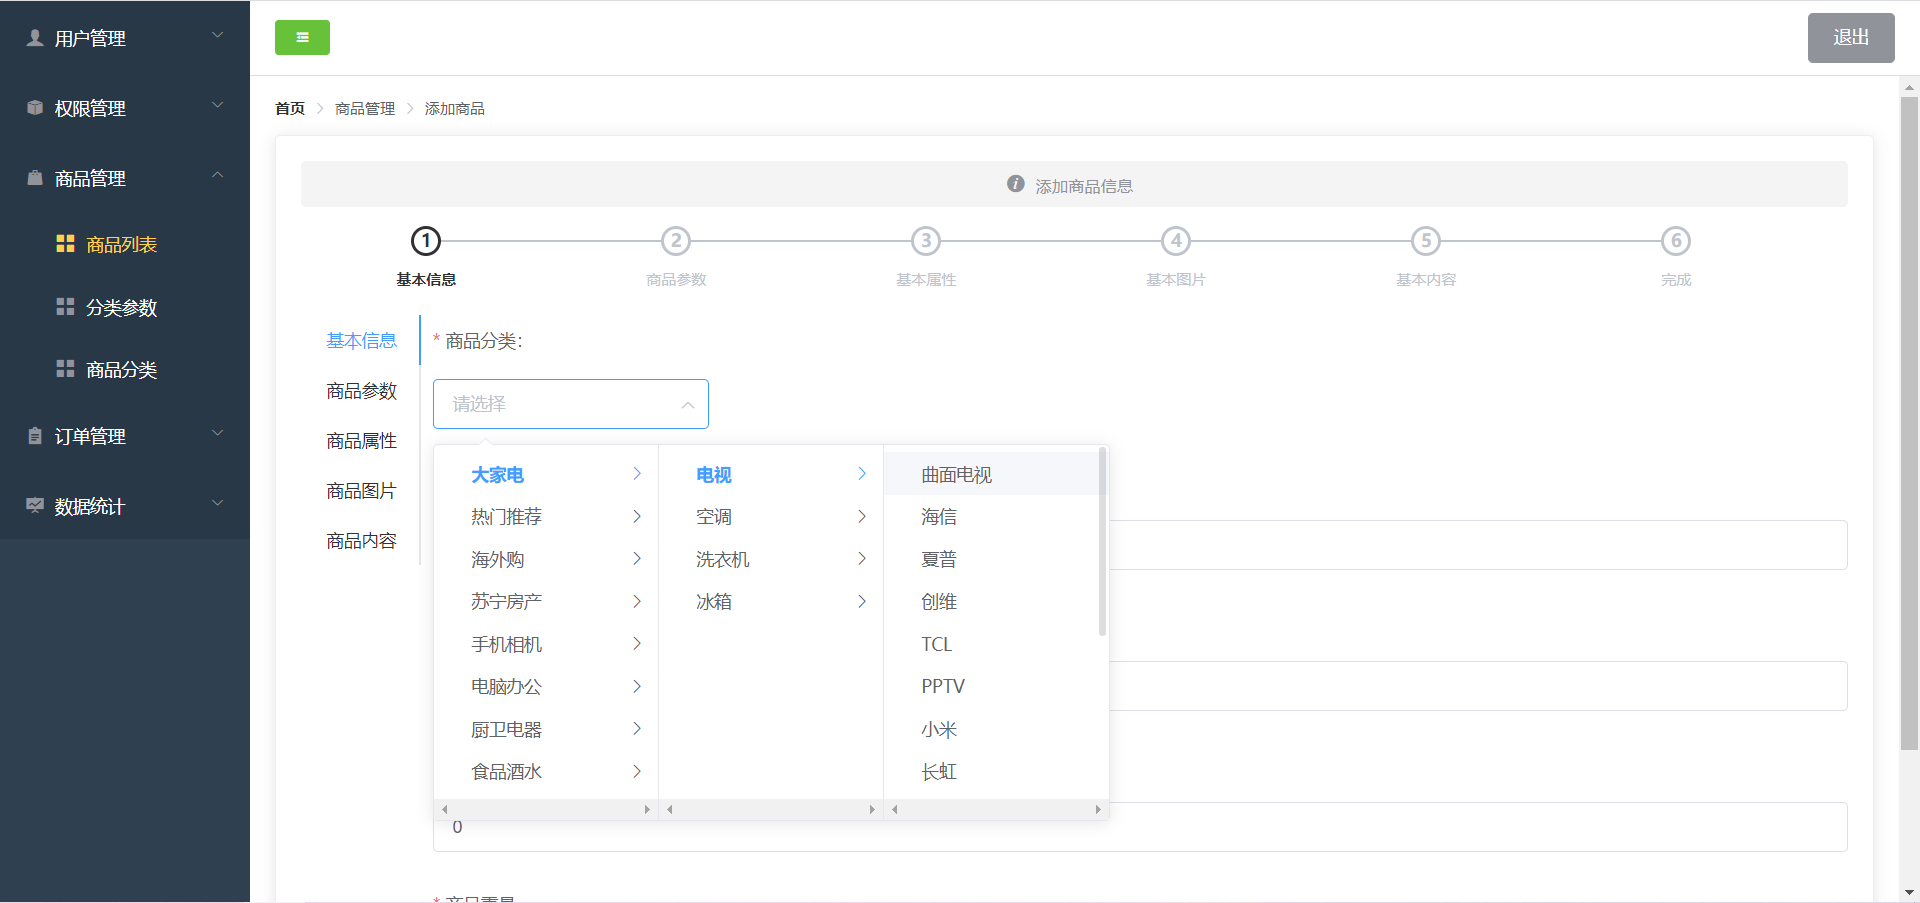 用户管理
权限管理
商品管理
商品列表
分类参数
商品分类
订单管理
数据统计
退出
首页 商品管理 添加商品
添加商品信息
1 2 3 4 5 6
基本信息 商品参数 基本属性 基本图片 基本内容 完成
基本信息
商品参数
商品属性
商品图片
商品内容
* 商品分类：
请选择
大家电
热门推荐
海外购
苏宁房产
手机相机
电脑办公
厨卫电器
食品酒水
电视
空调
洗衣机
冰箱
曲面电视
海信
夏普
创维
TCL
PPTV
小米
长虹
0
* 商品重量